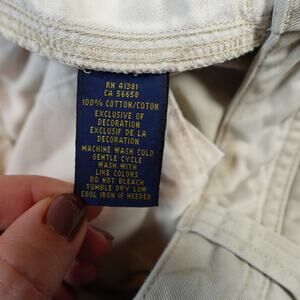 RN 41381
CA 56658
100% COTTON/COTON
EXCLUSIVE OF
DECORATION
EXCLUSIF DE LA
DECORATION
MACHINE WASH COLD
GENTLE CYCLE
WASH WITH
LIKE COLORS
DO NOT BLEACH
TUMBLE DRY LOW
COOL IRON IF NEEDED